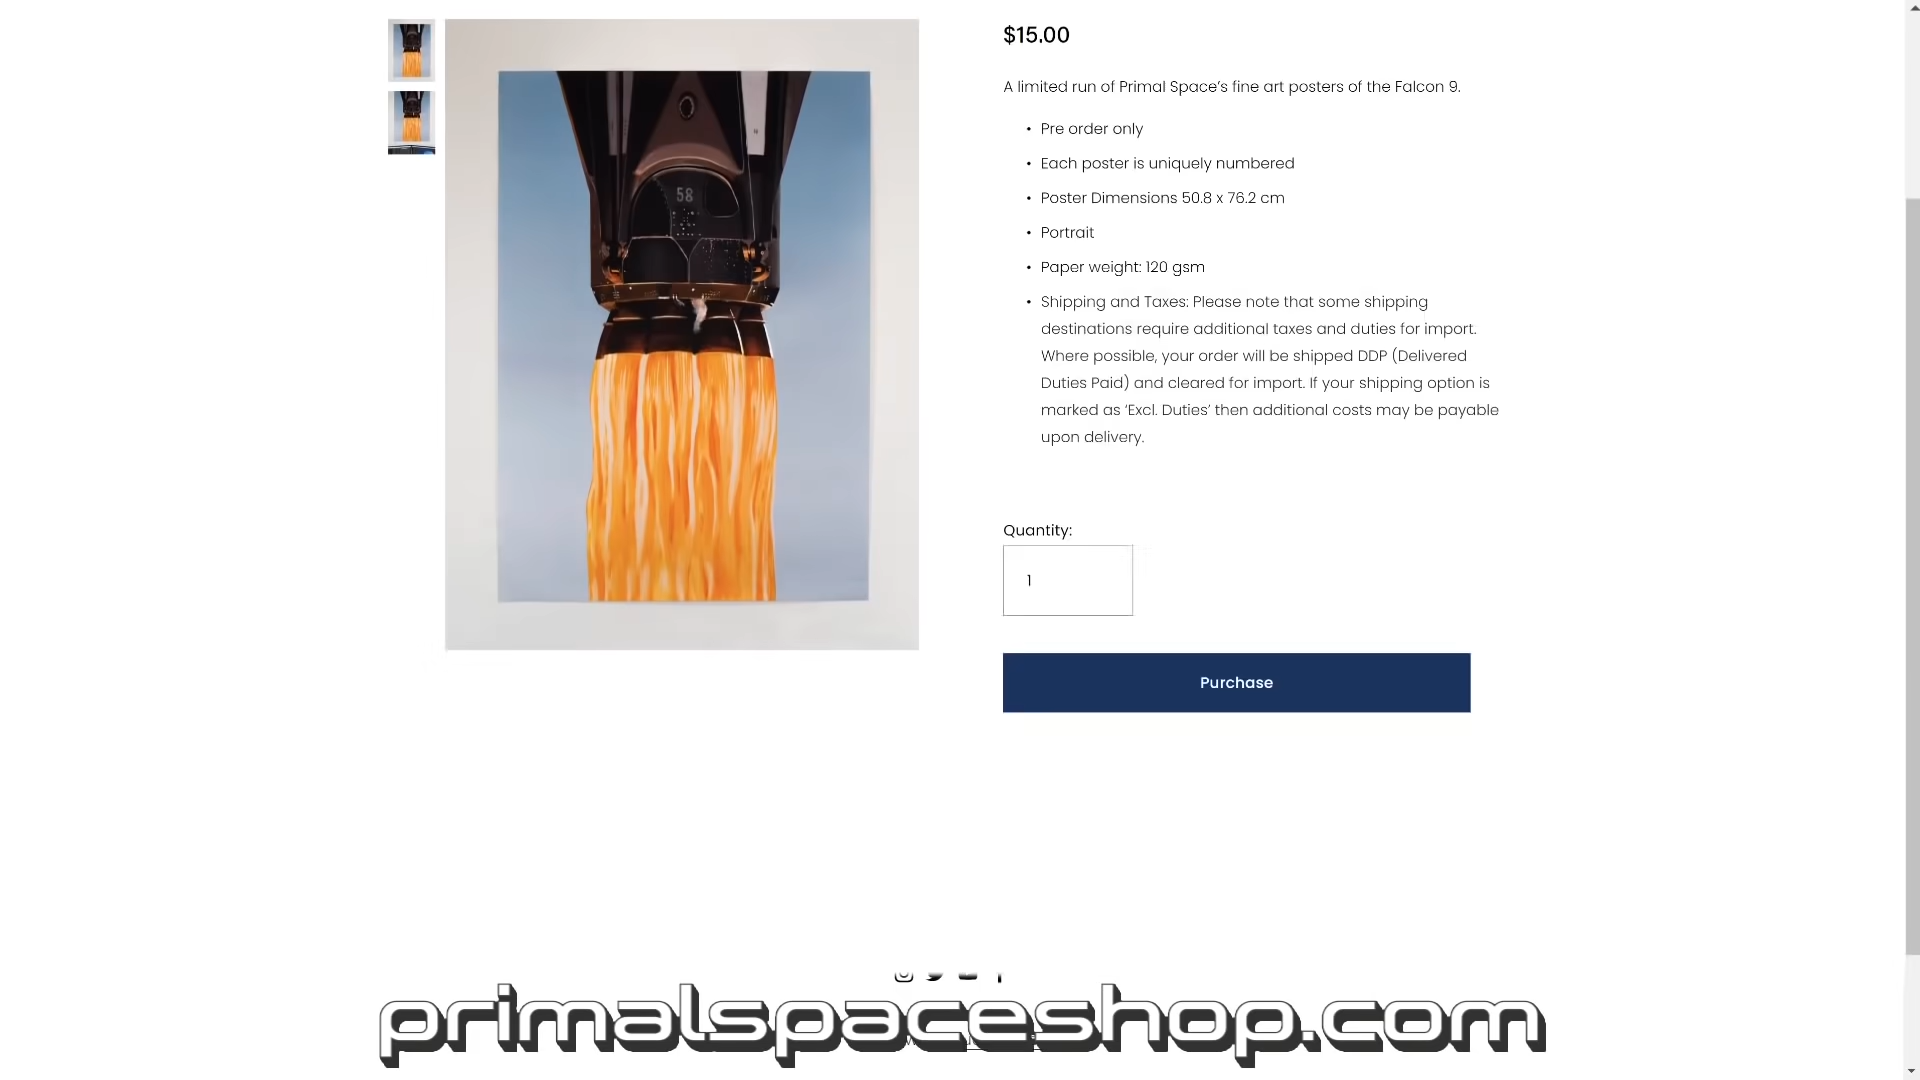 $15.00
A limited run of Primal Space’s fine art posters of the Falcon 9.
• Pre order only
• Each poster is uniquely numbered
• Poster Dimensions 50.8 x 76.2 cm
• Portrait
• Paper weight: 120 gsm
• Shipping and Taxes: Please note that some shipping
destinations require additional taxes and duties for import.
Where possible, your order will be shipped DDP (Delivered
Duties Paid) and cleared for import. If your shipping option is
marked as ‘Excl. Duties’ then additional costs may be payable
upon delivery.
58
Quantity:
1
Purchase
primalspaceshop.com